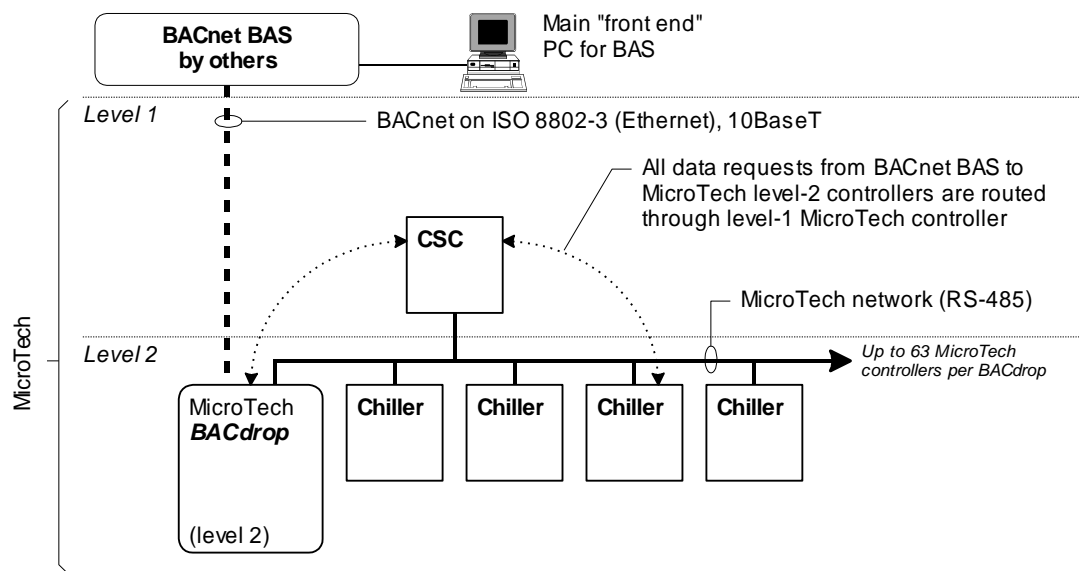 BACnet BAS
by others
Main "front end"
PC for BAS
Level 1
BACnet on ISO 8802-3 (Ethernet), 10BaseT
All data requests from BACnet BAS to
MicroTech level-2 controllers are routed
through level-1 MicroTech controller
CSC
MicroTech network (RS-485)
MicroTech
Level 2
Up to 63 MicroTech
controllers per BACdrop
MicroTech
BACdrop
(level 2)
Chiller
Chiller
Chiller
Chiller